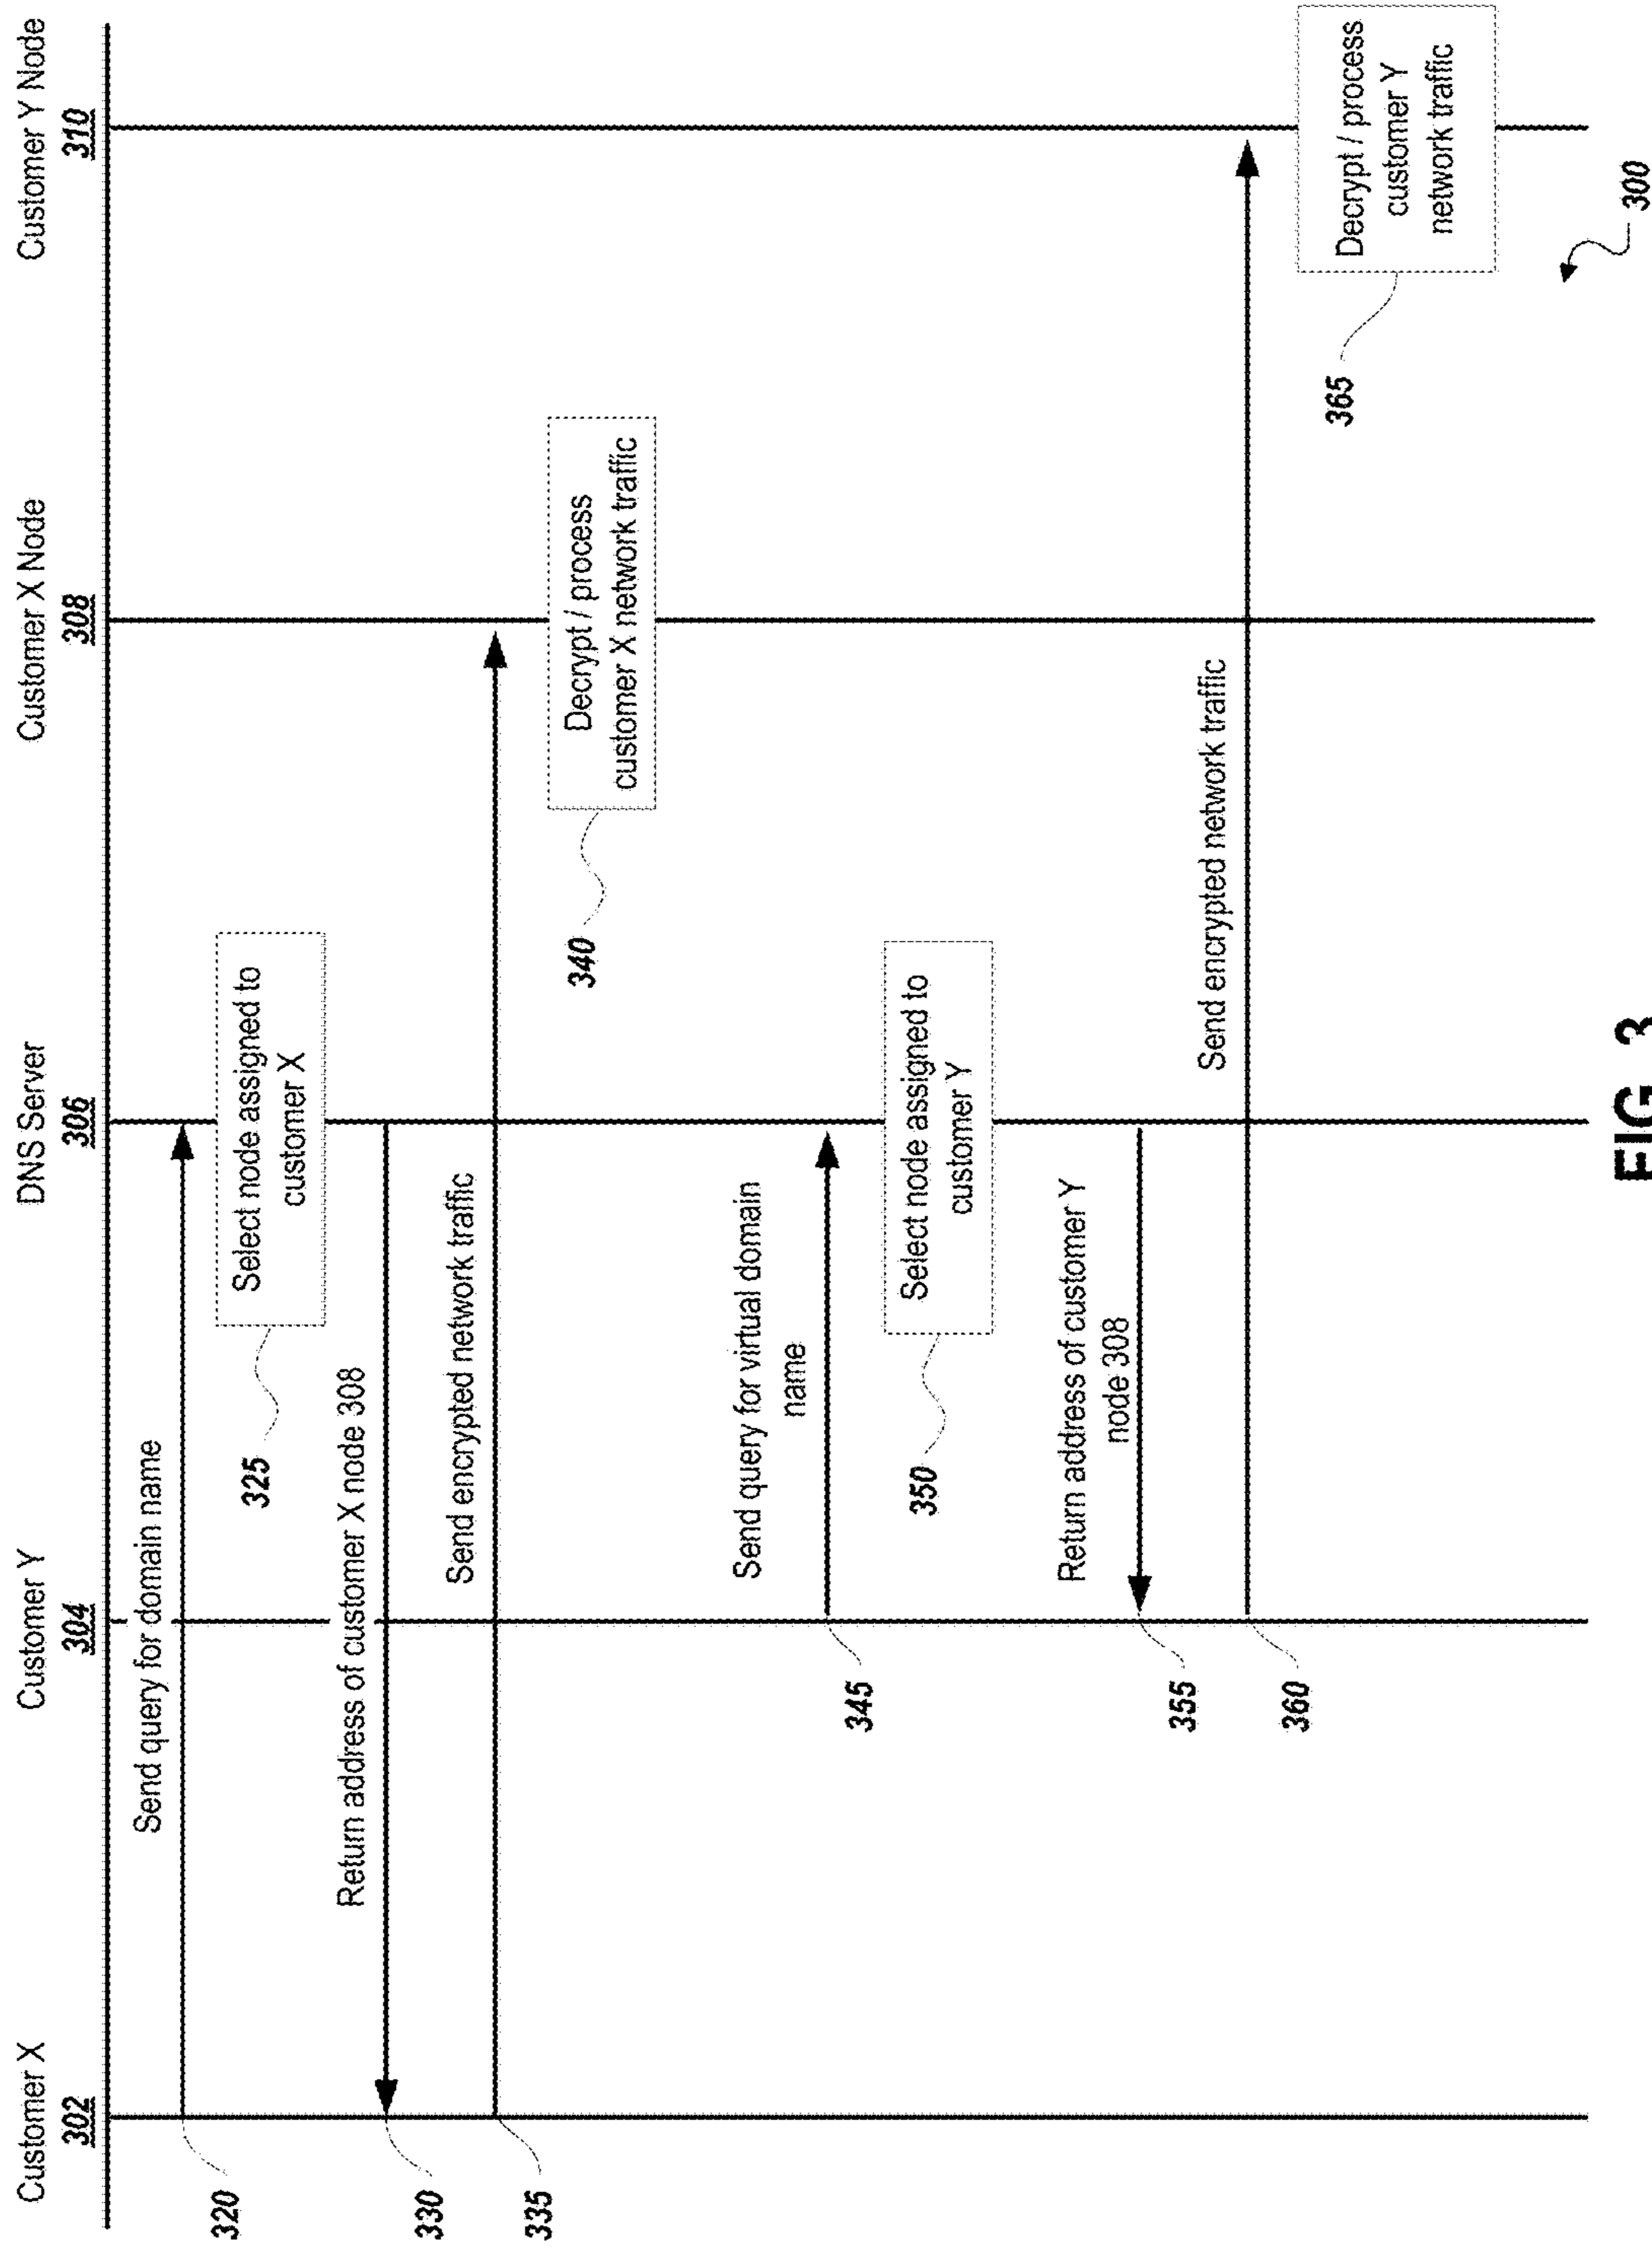 Customer X
302
Customer Y
304
DNS Server
306
Customer X Node
308
Customer Y Node
310
320
Send query for domain name
325
Select node assigned to
customer X
330
Return address of customer X node 308
335
Send encrypted network traffic
340
Decrypt / process
customer X network traffic
345
Send query for virtual domain
name
350
Select node assigned to
customer Y
355
Return address of customer Y
node 308
360
Send encrypted network traffic
365
Decrypt / process
customer Y
network traffic
300
FIG. 3